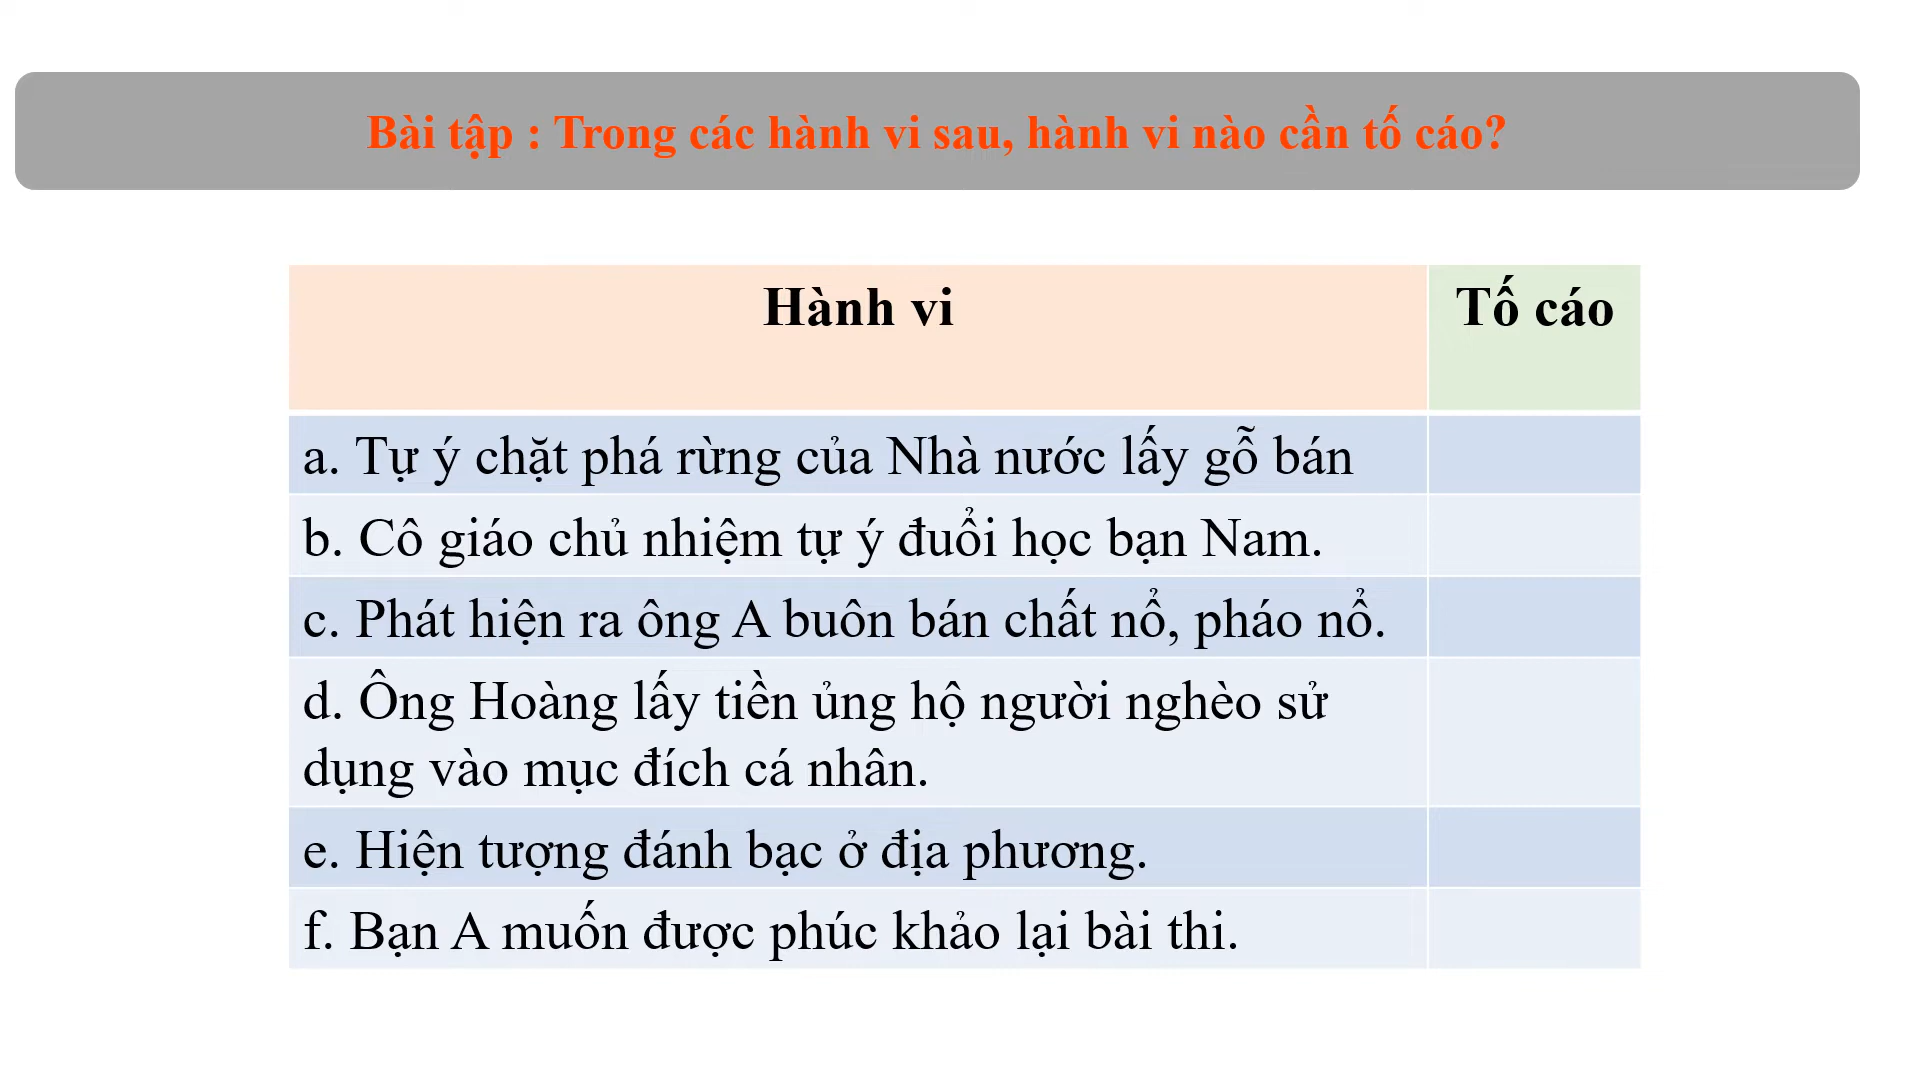 Bài tập : Trong các hành vi sau, hành vi nào cần tố cáo?
Hành vi
Tố cáo
a. Tự ý chặt phá rừng của Nhà nước lấy gỗ bán
b. Cô giáo chủ nhiệm tự ý đuổi học bạn Nam.
c. Phát hiện ra ông A buôn bán chất nổ, pháo nổ.
d. Ông Hoàng lấy tiền ủng hộ người nghèo sử
dụng vào mục đích cá nhân.
e. Hiện tượng đánh bạc ở địa phương.
f. Bạn A muốn được phúc khảo lại bài thi.